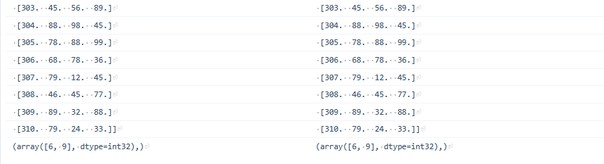 [303. 45. 56. 89.] [303. 45. 56. 89.]
[304. 88. 98. 45.] [304. 88. 98. 45.]
[305. 78. 88. 99.] [305. 78. 88. 99.]
[306. 68. 78. 36.] [306. 68. 78. 36.]
[307. 79. 12. 45.] [307. 79. 12. 45.]
[308. 46. 45. 77.] [308. 46. 45. 77.]
[309. 89. 32. 88.] [309. 89. 32. 88.]
[310. 79. 24. 33.]] [310. 79. 24. 33.]]
(array([6, 9], dtype=int32),) (array([6, 9], dtype=int32),)